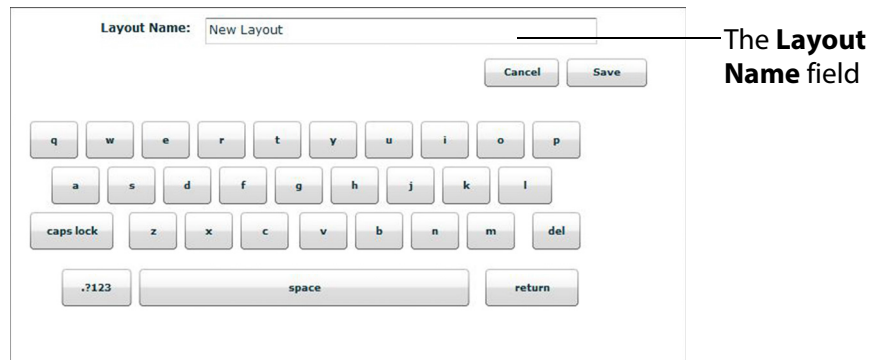 Layout Name: New Layout
The Layout
Name field
Cancel Save
q w e r t y u i o p
a s d f g h j k l
caps lock z x c v b n m del
.?123 space return